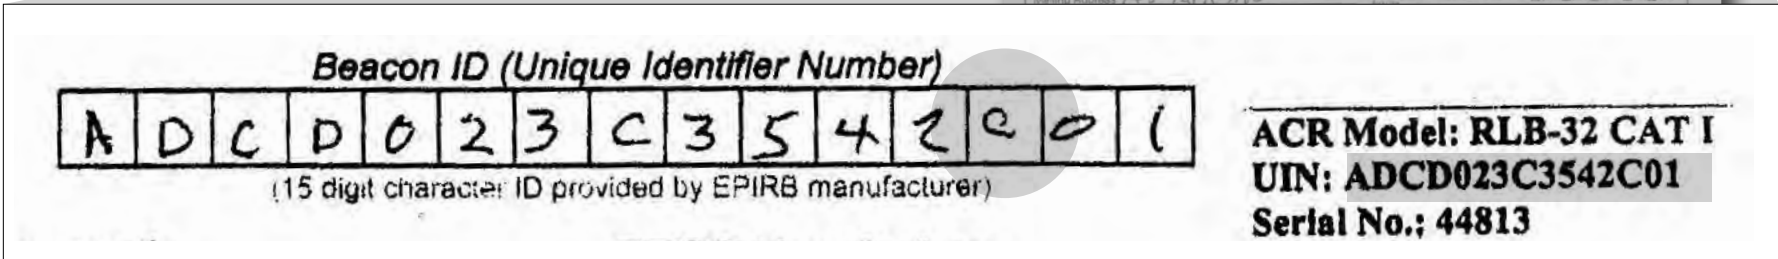 Beacon ID (Unique Identifier Number)
A D C D 0 2 3 C 3 5 4 2 C 0 1
(15 digit character ID provided by EPIRB manufacturer)
ACR Model: RLB-32 CAT I
UIN: ADCD023C3542C01
Serial No.: 44813